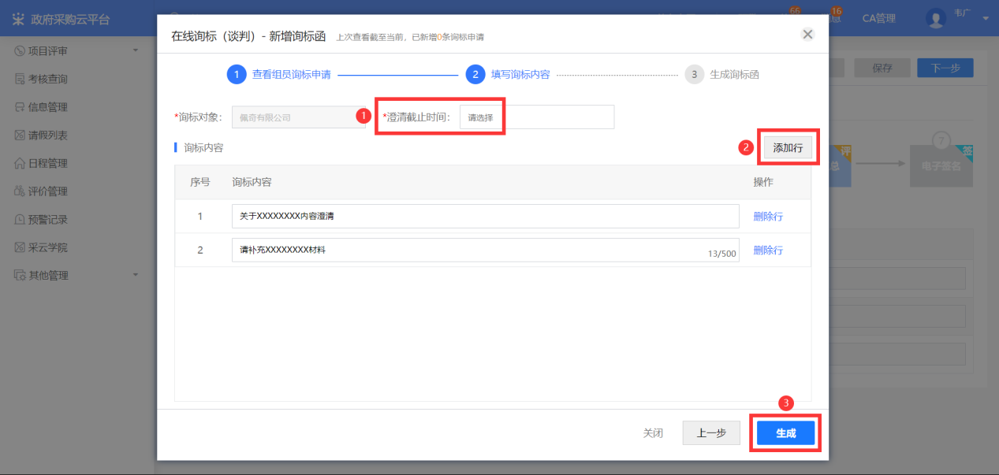 政府采购云平台
66
16
CA管理
韦广
项目评审
考核查询
信息管理
请假列表
日程管理
评价管理
预警记录
采云学院
其他管理
保存
下一步
评
总
7
签
电子签名
在线询标（谈判）- 新增询标函 上次查看截至当前，已新增0条询标申请
1 查看组员询标申请 2 填写询标内容 3 生成询标函
*询标对象： 佩奇有限公司 1 *澄清截止时间： 请选择
询标内容 2 添加行
序号 询标内容 操作
1 关于XXXXXXXX内容澄清 删除行
2 请补充XXXXXXXX材料 13/500 删除行
3
关闭 上一步 生成